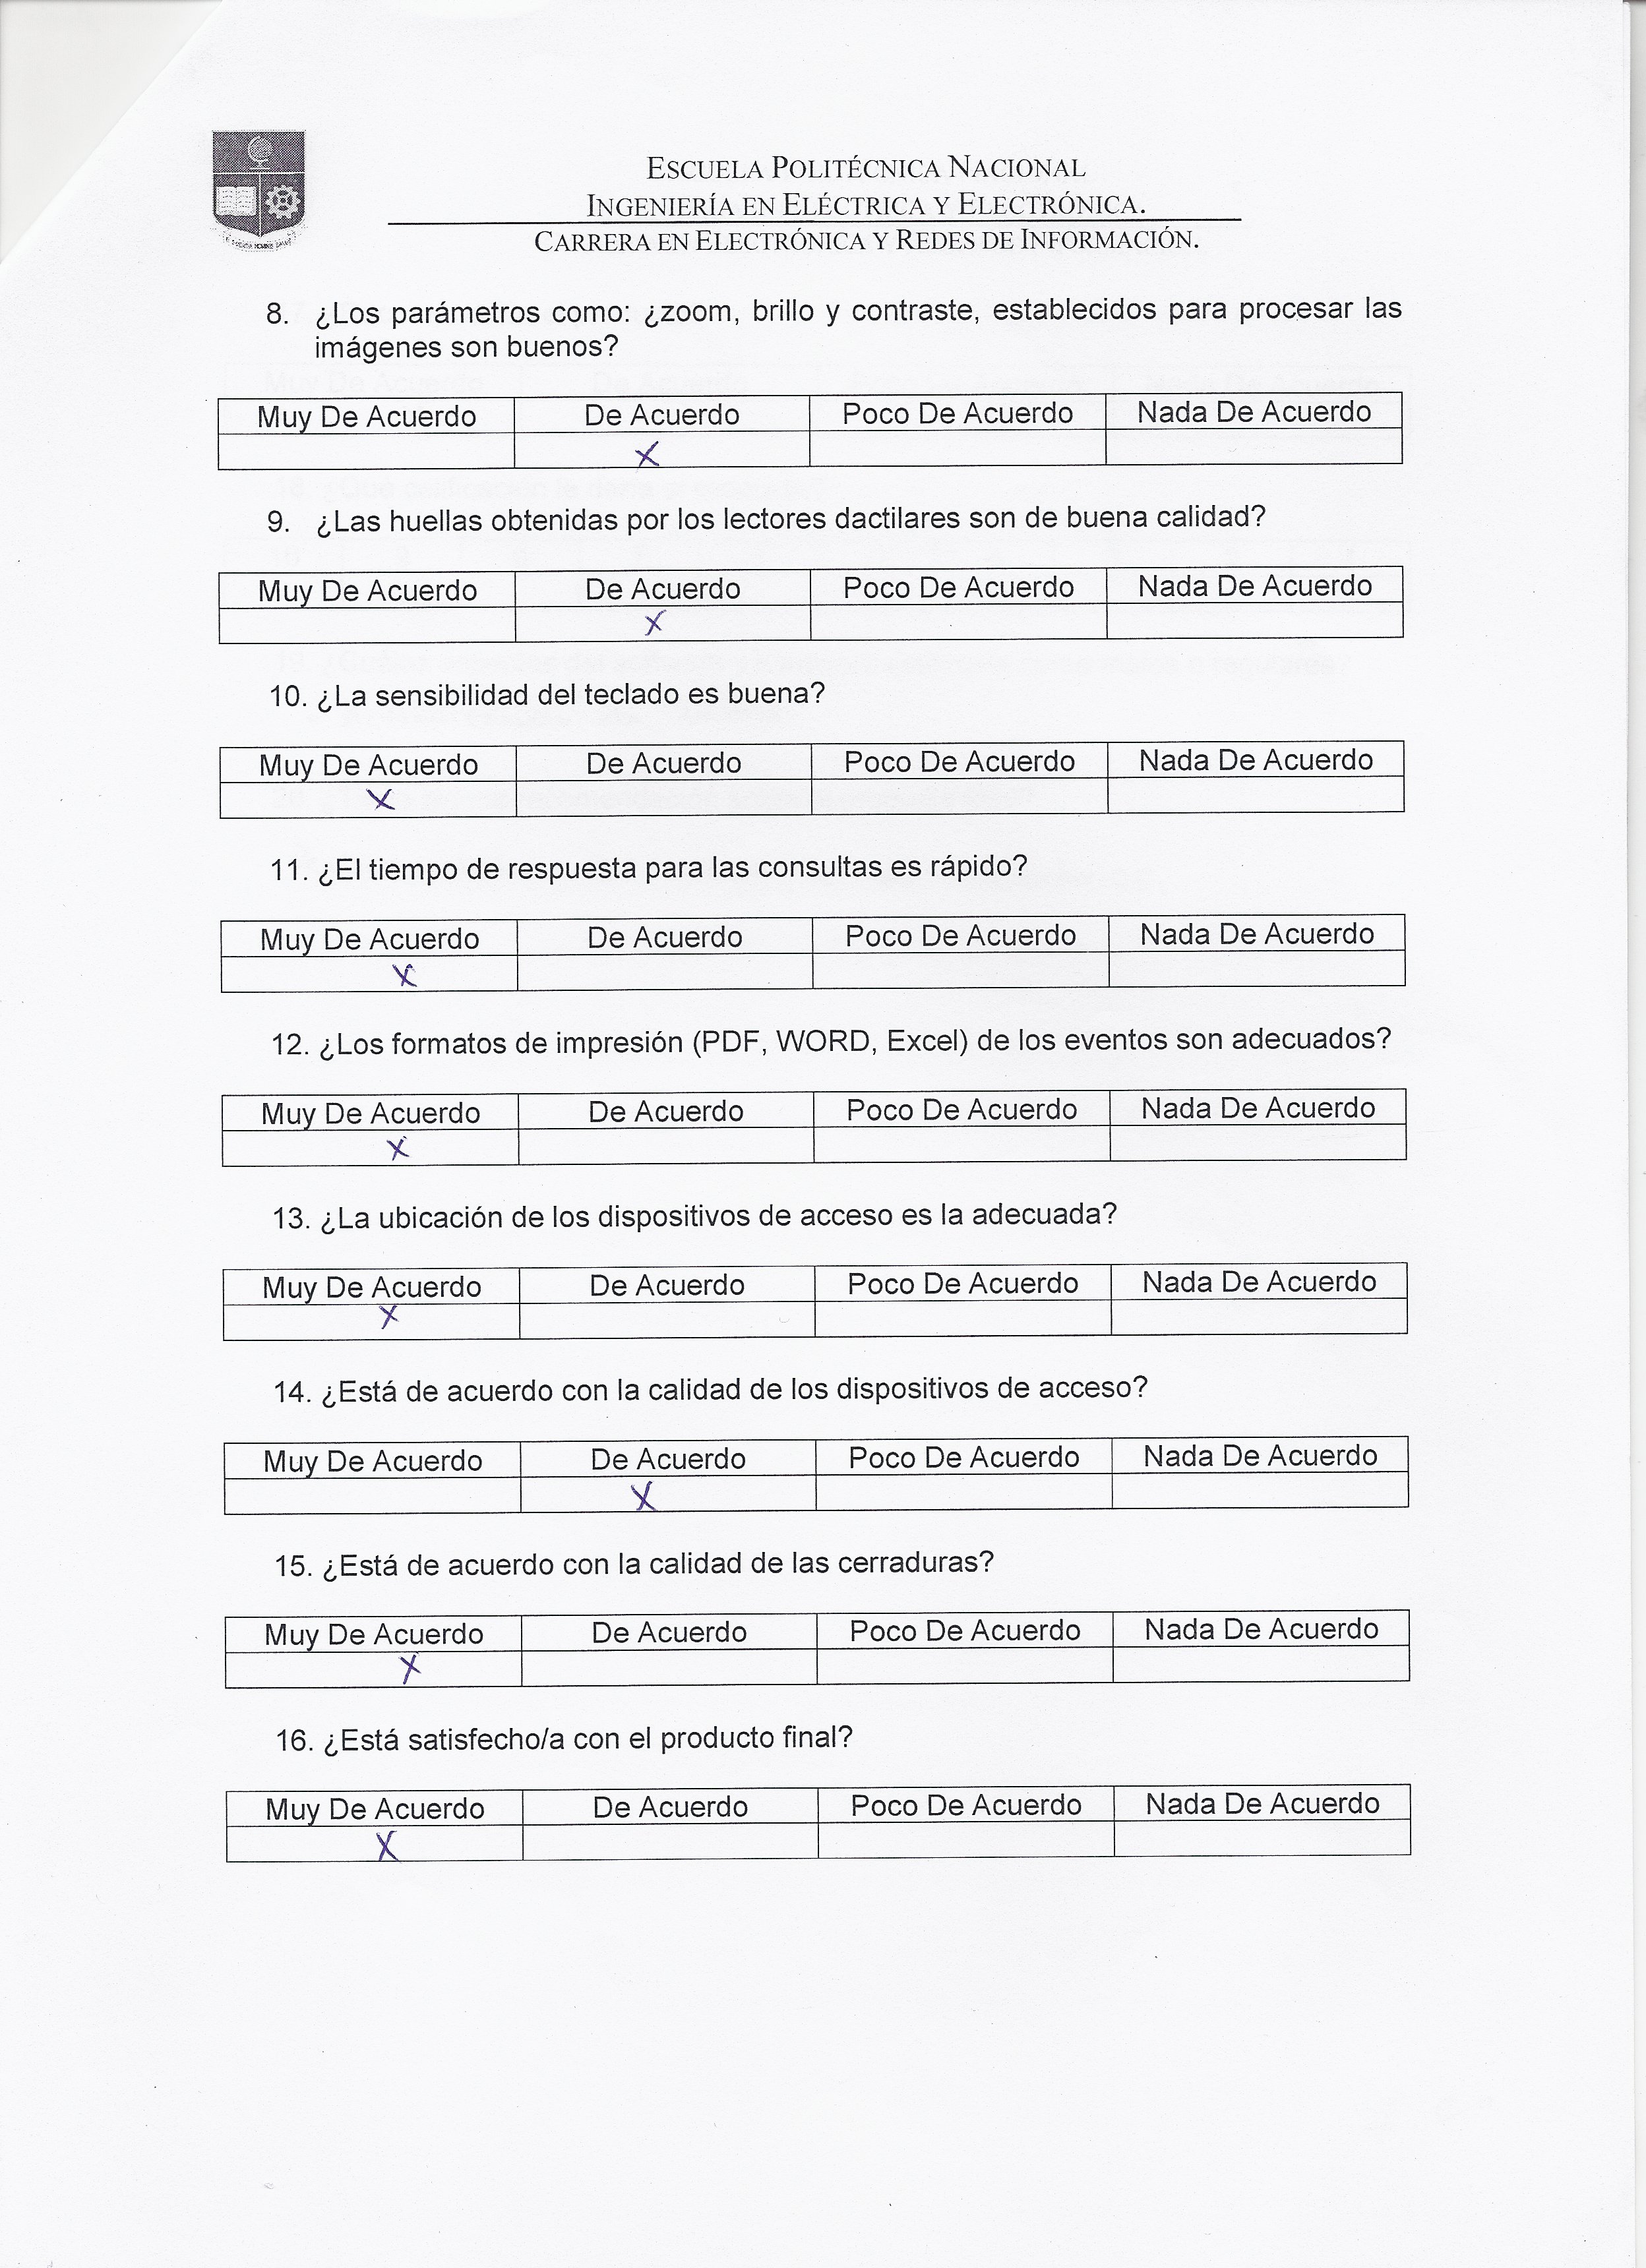 ESCUELA POLITÉCNICA NACIONAL
INGENIERÍA EN ELÉCTRICA Y ELECTRÓNICA.
CARRERA EN ELECTRÓNICA Y REDES DE INFORMACIÓN.
8. ¿Los parámetros como: ¿zoom, brillo y contraste, establecidos para procesar las
imágenes son buenos?
Muy De Acuerdo De Acuerdo Poco De Acuerdo Nada De Acuerdo
X
9. ¿Las huellas obtenidas por los lectores dactilares son de buena calidad?
Muy De Acuerdo De Acuerdo Poco De Acuerdo Nada De Acuerdo
X
10. ¿La sensibilidad del teclado es buena?
Muy De Acuerdo De Acuerdo Poco De Acuerdo Nada De Acuerdo
X
11. ¿El tiempo de respuesta para las consultas es rápido?
Muy De Acuerdo De Acuerdo Poco De Acuerdo Nada De Acuerdo
X
12. ¿Los formatos de impresión (PDF, WORD, Excel) de los eventos son adecuados?
Muy De Acuerdo De Acuerdo Poco De Acuerdo Nada De Acuerdo
X
13. ¿La ubicación de los dispositivos de acceso es la adecuada?
Muy De Acuerdo De Acuerdo Poco De Acuerdo Nada De Acuerdo
X
14. ¿Está de acuerdo con la calidad de los dispositivos de acceso?
Muy De Acuerdo De Acuerdo Poco De Acuerdo Nada De Acuerdo
X
15. ¿Está de acuerdo con la calidad de las cerraduras?
Muy De Acuerdo De Acuerdo Poco De Acuerdo Nada De Acuerdo
X
16. ¿Está satisfecho/a con el producto final?
Muy De Acuerdo De Acuerdo Poco De Acuerdo Nada De Acuerdo
X